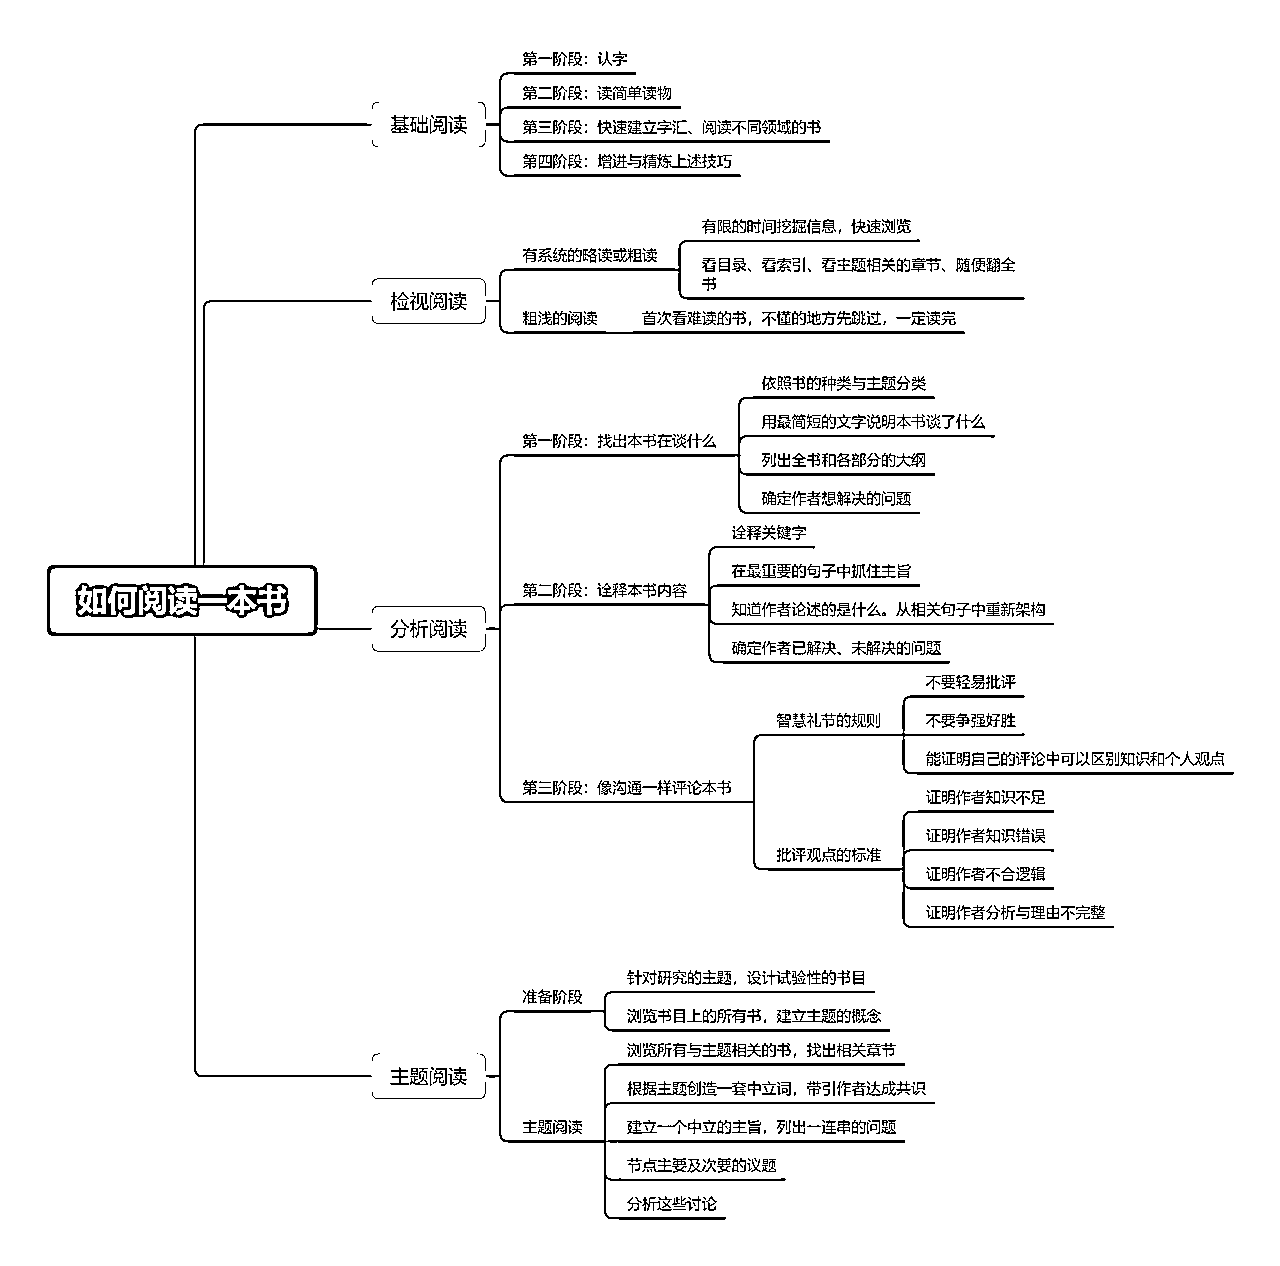 如何阅读一本书
基础阅读
第一阶段：认字
第二阶段：读简单读物
第三阶段：快速建立字汇、阅读不同领域的书
第四阶段：增进与精炼上述技巧
检视阅读
有系统的略读或粗读
有限的时间挖掘信息，快速浏览
看目录、看索引、看主题相关的章节、随便翻全
书
粗浅的阅读
首次看难读的书，不懂的地方先跳过，一定读完
分析阅读
第一阶段：找出本书在谈什么
依照书的种类与主题分类
用最简短的文字说明本书谈了什么
列出全书和各部分的大纲
确定作者想解决的问题
第二阶段：诠释本书内容
诠释关键字
在最重要的句子中抓住主旨
知道作者论述的是什么。从相关句子中重新架构
确定作者已解决、未解决的问题
第三阶段：像沟通一样评论本书
智慧礼节的规则
不要轻易批评
不要争强好胜
能证明自己的评论中可以区别知识和个人观点
批评观点的标准
证明作者知识不足
证明作者知识错误
证明作者不合逻辑
证明作者分析与理由不完整
主题阅读
准备阶段
针对研究的主题，设计试验性的书目
浏览书目上的所有书，建立主题的概念
主题阅读
浏览所有与主题相关的书，找出相关章节
根据主题创造一套中立词，带引作者达成共识
建立一个中立的主旨，列出一连串的问题
节点主要及次要的议题
分析这些讨论